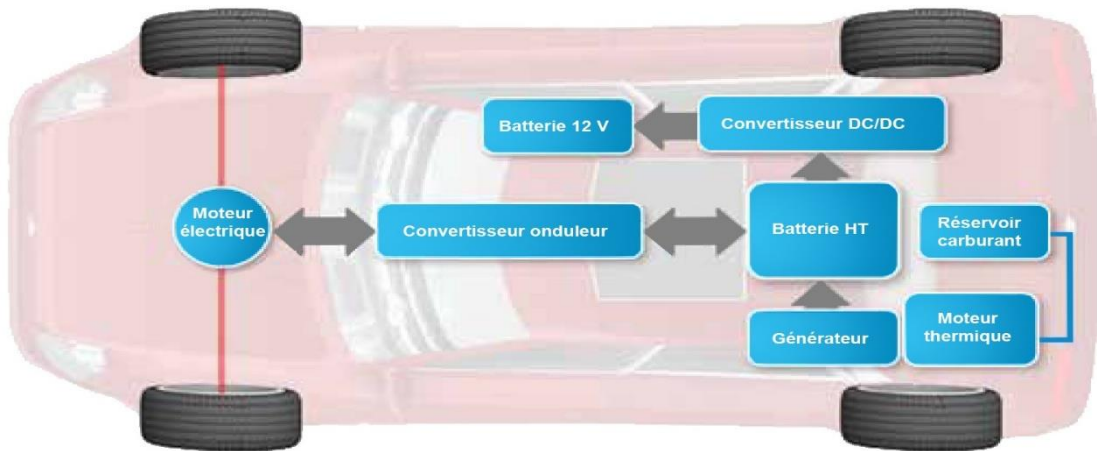 Batterie 12 V
Convertisseur DC/DC
Moteur
électrique
Convertisseur onduleur
Batterie HT
Réservoir
carburant
Générateur
Moteur
thermique